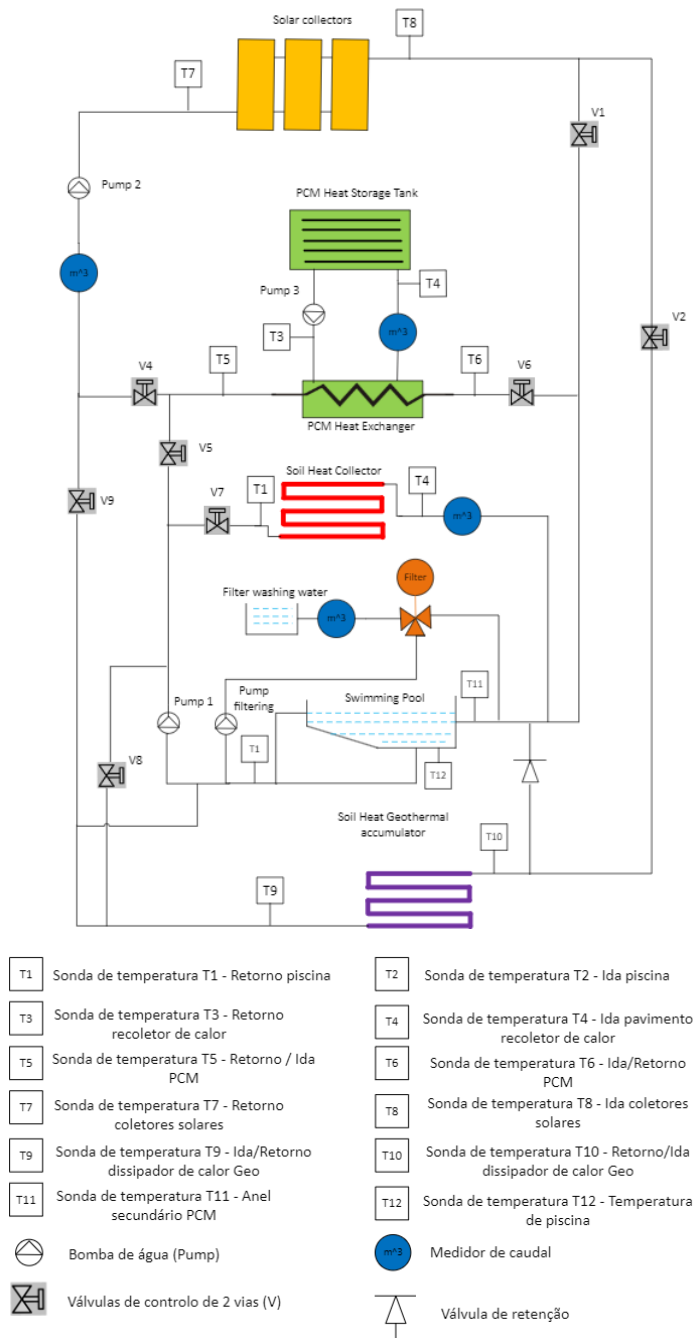 Solar collectors
T8
T7
V1
Pump 2
PCM Heat Storage Tank
m^3
Pump 3
T4
V2
T3
m^3
V4
T5
T6
V6
PCM Heat Exchanger
V5
Soil Heat Collector
V9
V7
T1
T4
m^3
Filter
Filter washing water
m^3
Pump 1
Pump
filtering
Swimming Pool
T11
T1
T12
V8
Soil Heat Geothermal
accumulator
T10
T9
T1
Sonda de temperatura T1 - Retorno piscina
T2
Sonda de temperatura T2 - Ida piscina
T3
Sonda de temperatura T3 - Retorno
recoletor de calor
T4
Sonda de temperatura T4 - Ida pavimento
recoletor de calor
T5
Sonda de temperatura T5 - Retorno / Ida
PCM
T6
Sonda de temperatura T6 - Ida/Retorno
PCM
T7
Sonda de temperatura T7 - Retorno
coletores solares
T8
Sonda de temperatura T8 - Ida coletores
solares
T9
Sonda de temperatura T9 - Ida/Retorno
dissipador de calor Geo
T10
Sonda de temperatura T10 - Retorno/Ida
dissipador de calor Geo
T11
Sonda de temperatura T11 - Anel
secundário PCM
T12
Sonda de temperatura T12 - Temperatura
de piscina
Bomba de água (Pump)
m^3
Medidor de caudal
Válvulas de controlo de 2 vias (V)
Válvula de retenção